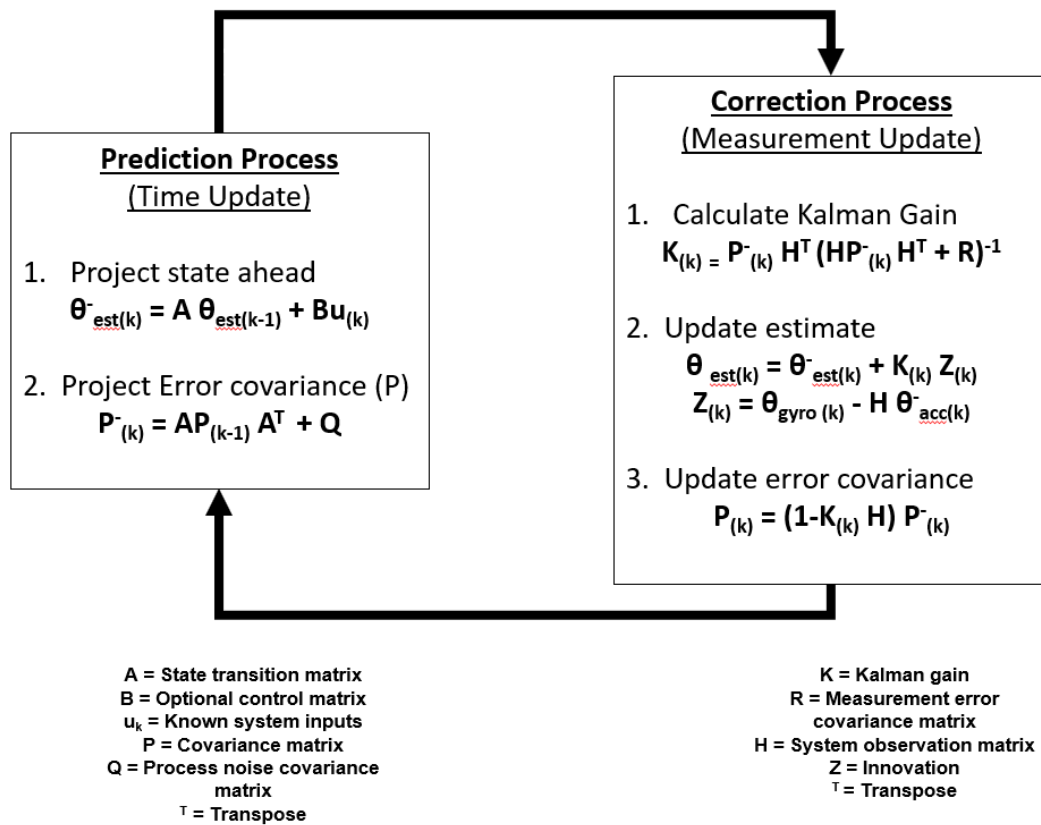 Prediction Process
(Time Update)
1. Project state ahead
θ⁻est(k) = A θest(k-1) + Bu(k)
2. Project Error covariance (P)
P⁻(k) = AP(k-1) Aᵀ + Q
Correction Process
(Measurement Update)
1. Calculate Kalman Gain
K(k) = P⁻(k) Hᵀ (HP⁻(k) Hᵀ + R)⁻¹
2. Update estimate
θ est(k) = θ⁻est(k) + K(k) Z(k)
Z(k) = θgyro (k) - H θ⁻acc(k)
3. Update error covariance
P(k) = (1-K(k) H) P⁻(k)
A = State transition matrix
B = Optional control matrix
uₖ = Known system inputs
P = Covariance matrix
Q = Process noise covariance
matrix
ᵀ = Transpose
K = Kalman gain
R = Measurement error
covariance matrix
H = System observation matrix
Z = Innovation
ᵀ = Transpose